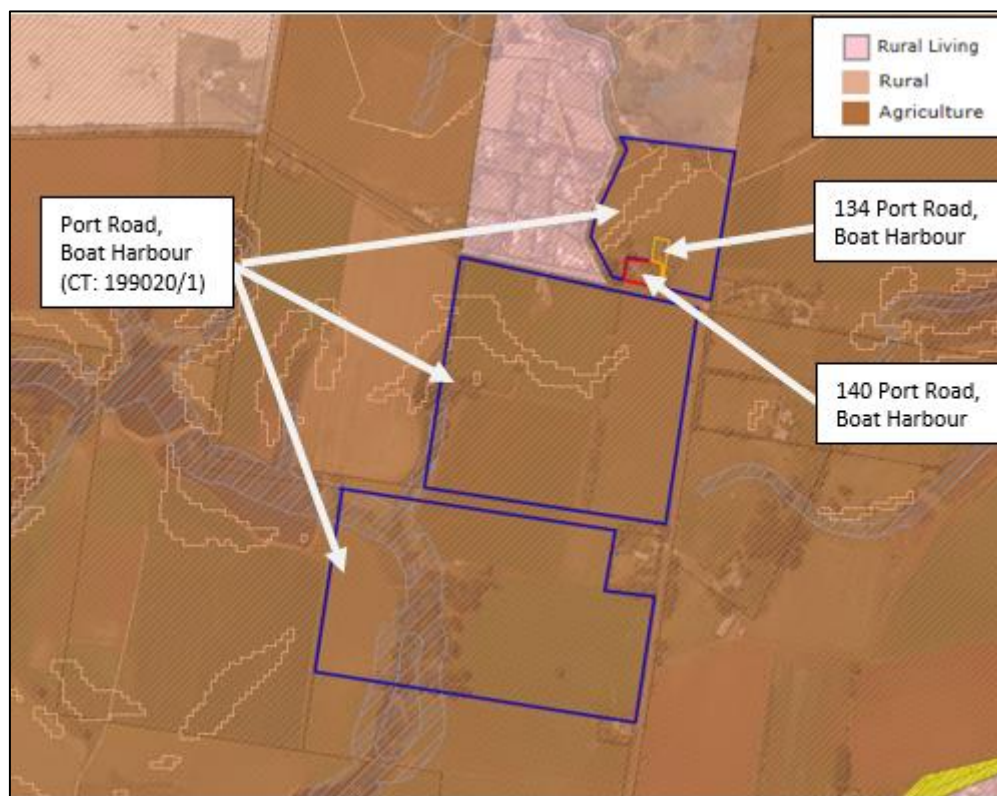 Rural Living
Rural
Agriculture
Port Road,
Boat Harbour
(CT: 199020/1)
134 Port Road,
Boat Harbour
140 Port Road,
Boat Harbour